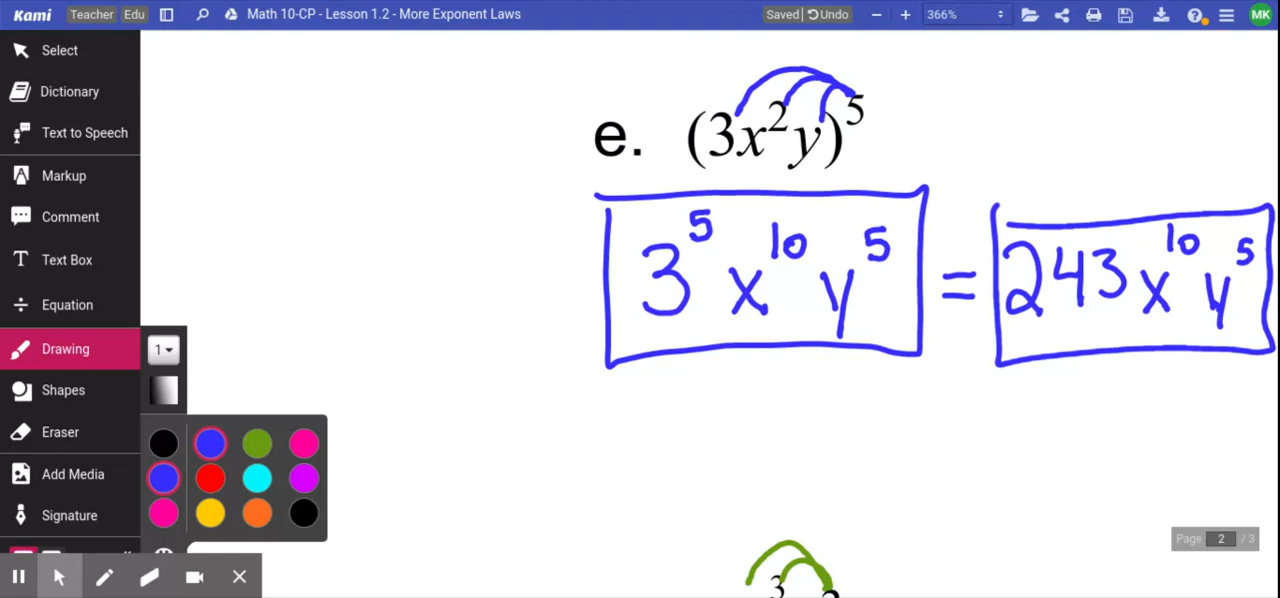 Kami Teacher Edu Math 10-CP - Lesson 1.2 - More Exponent Laws Saved Undo − + 366% MK
Select
Dictionary
Text to Speech
Markup
Comment
Text Box
Equation
Drawing
1
Shapes
Eraser
Add Media
Signature
e. (3x²y)⁵
3⁵x¹⁰y⁵ = 243x¹⁰y⁵
Page 2 / 3
3